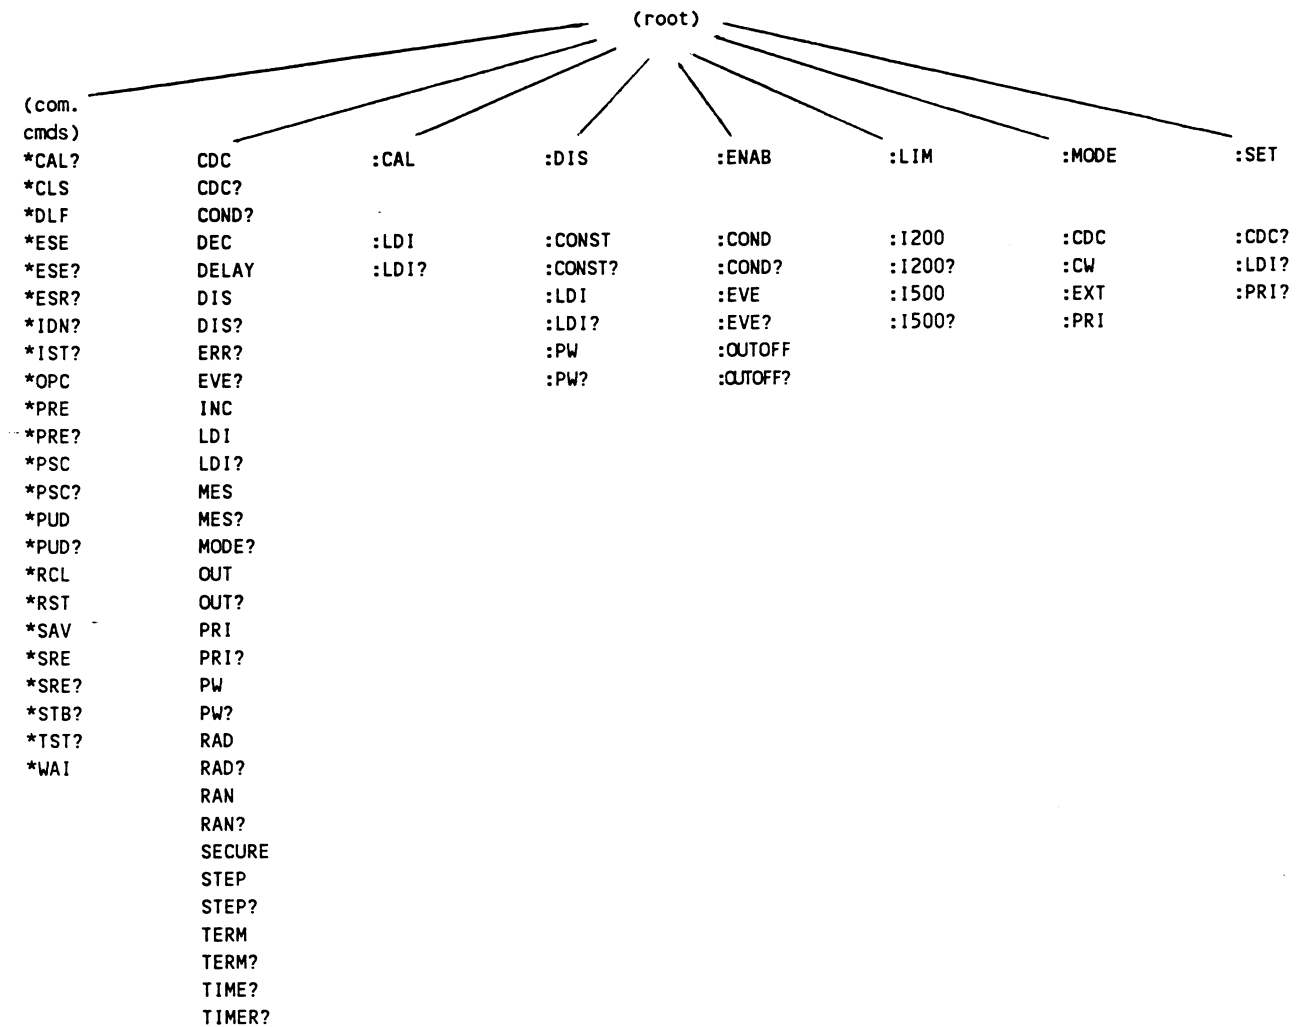 (root)
(com.
cmds)
*CAL? CDC :CAL :DIS :ENAB :LIM :MODE :SET
*CLS CDC?
*DLF COND?
*ESE DEC :LDI :CONST :COND :I200 :CDC :CDC?
*ESE? DELAY :LDI? :CONST? :COND? :I200? :CW :LDI?
*ESR? DIS :LDI :EVE :I500 :EXT :PRI?
*IDN? DIS? :LDI? :EVE? :I500? :PRI
*IST? ERR? :PW :OUTOFF
*OPC EVE? :PW? :OUTOFF?
*PRE INC
*PRE? LDI
*PSC LDI?
*PSC? MES
*PUD MES?
*PUD? MODE?
*RCL OUT
*RST OUT?
*SAV PRI
*SRE PRI?
*SRE? PW
*STB? PW?
*TST? RAD
*WAI RAD?
RAN
RAN?
SECURE
STEP
STEP?
TERM
TERM?
TIME?
TIMER?